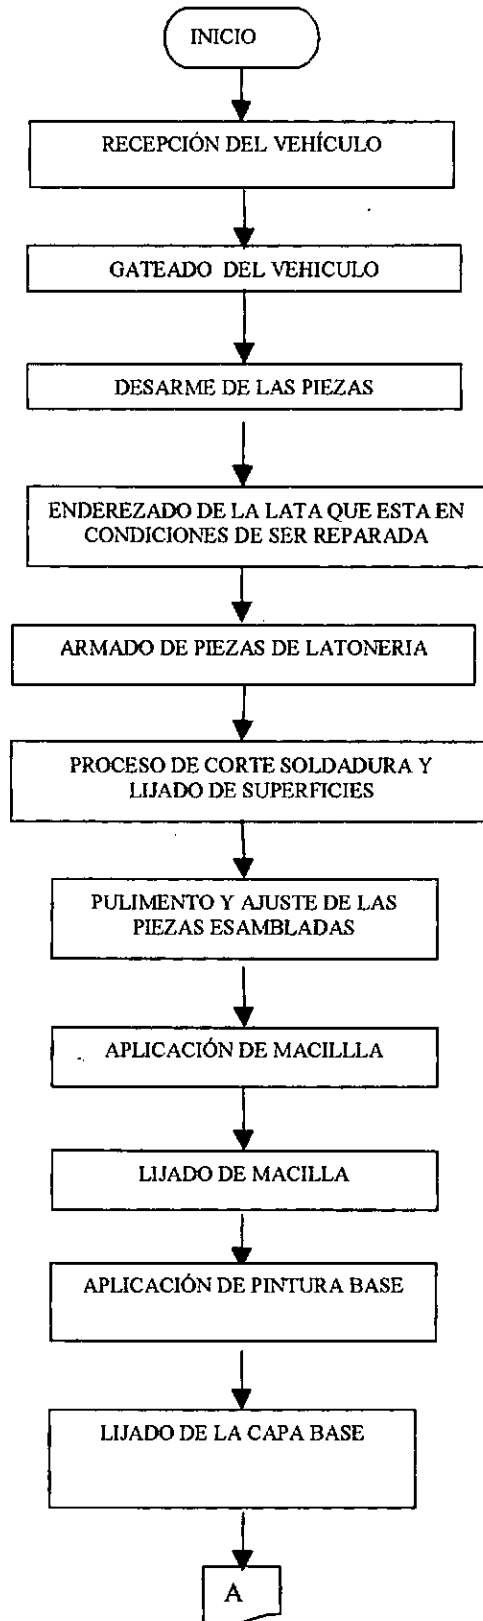 INICIO
RECEPCIÓN DEL VEHÍCULO
GATEADO DEL VEHICULO
DESARME DE LAS PIEZAS
ENDEREZADO DE LA LATA QUE ESTA EN
CONDICIONES DE SER REPARADA
ARMADO DE PIEZAS DE LATONERIA
PROCESO DE CORTE SOLDADURA Y
LIJADO DE SUPERFICIES
PULIMENTO Y AJUSTE DE LAS
PIEZAS ESAMBLADAS
APLICACIÓN DE MACILLLA
LIJADO DE MACILLA
APLICACIÓN DE PINTURA BASE
LIJADO DE LA CAPA BASE
A